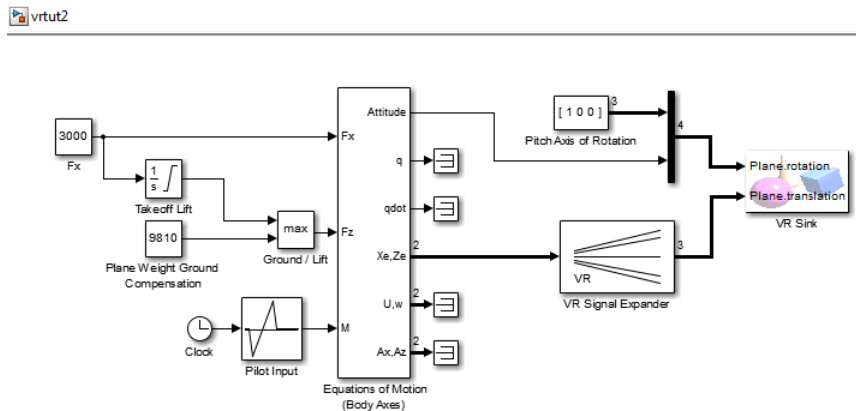 vrtut2
3000
Fx
1
s
Takeoff Lift
9810
Plane Weight Ground
Compensation
max
Ground / Lift
Clock
Pilot Input
Fx
Fz
M
Attitude
q
qdot
Xe,Ze
U,w
Ax,Az
2
2
2
Equations of Motion
(Body Axes)
[ 1 0 0 ]
3
Pitch Axis of Rotation
4
VR
3
VR Signal Expander
Plane.rotation
Plane.translation
VR Sink